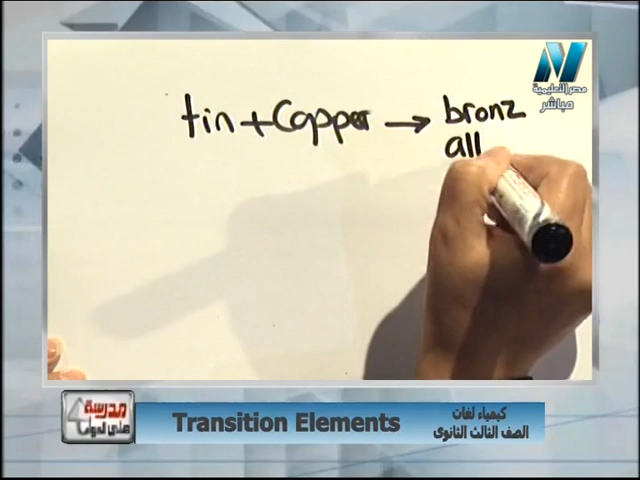 مصر التعليمية
مباشر
tin + Copper → bronz
all
مدرسة
على الهواء
Transition Elements
كيمياء لغات
الصف الثالث الثانوى